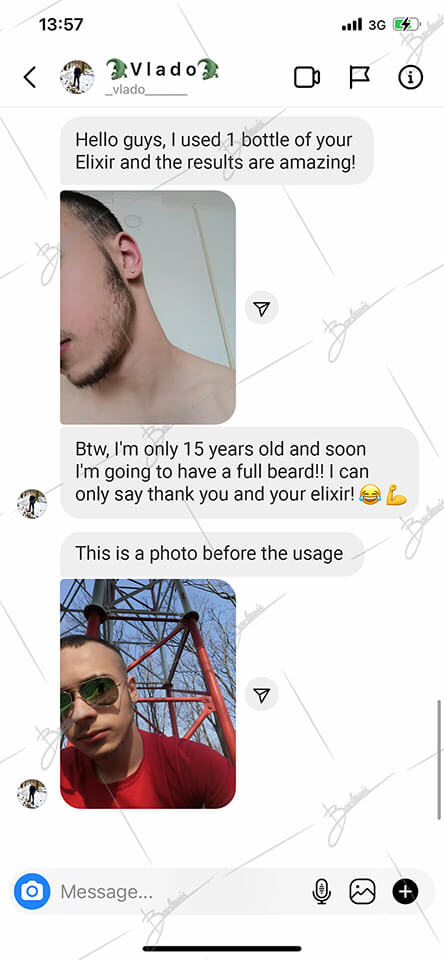 13:57
3G
🐊V l a d o🐊
_vlado_______
Hello guys, I used 1 bottle of your
Elixir and the results are amazing!
Btw, I'm only 15 years old and soon
I'm going to have a full beard!! I can
only say thank you and your elixir! 😂💪
This is a photo before the usage
Message...